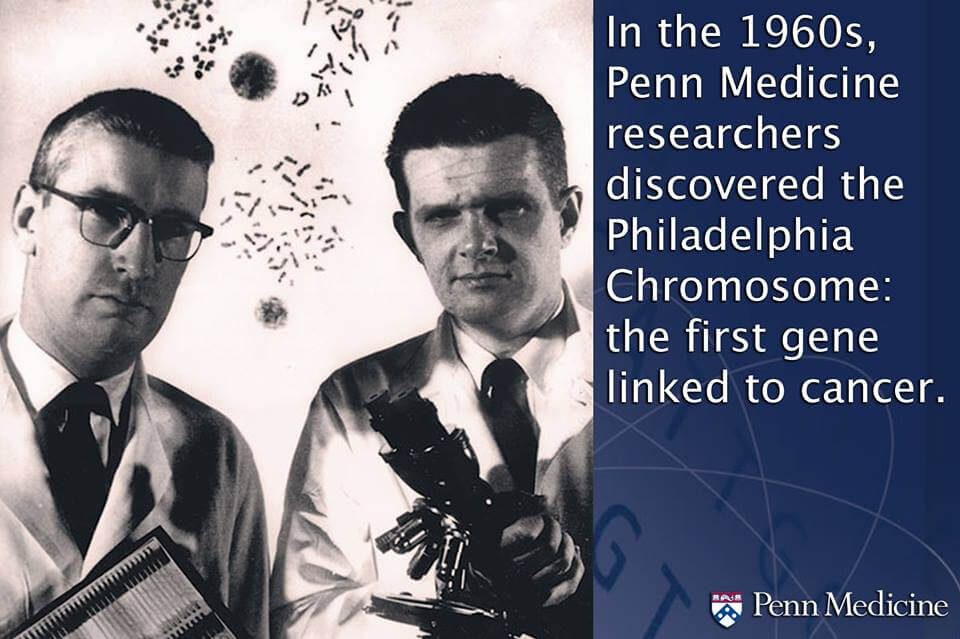 In the 1960s,
Penn Medicine
researchers
discovered the
Philadelphia
Chromosome:
the first gene
linked to cancer.
G T
Penn Medicine